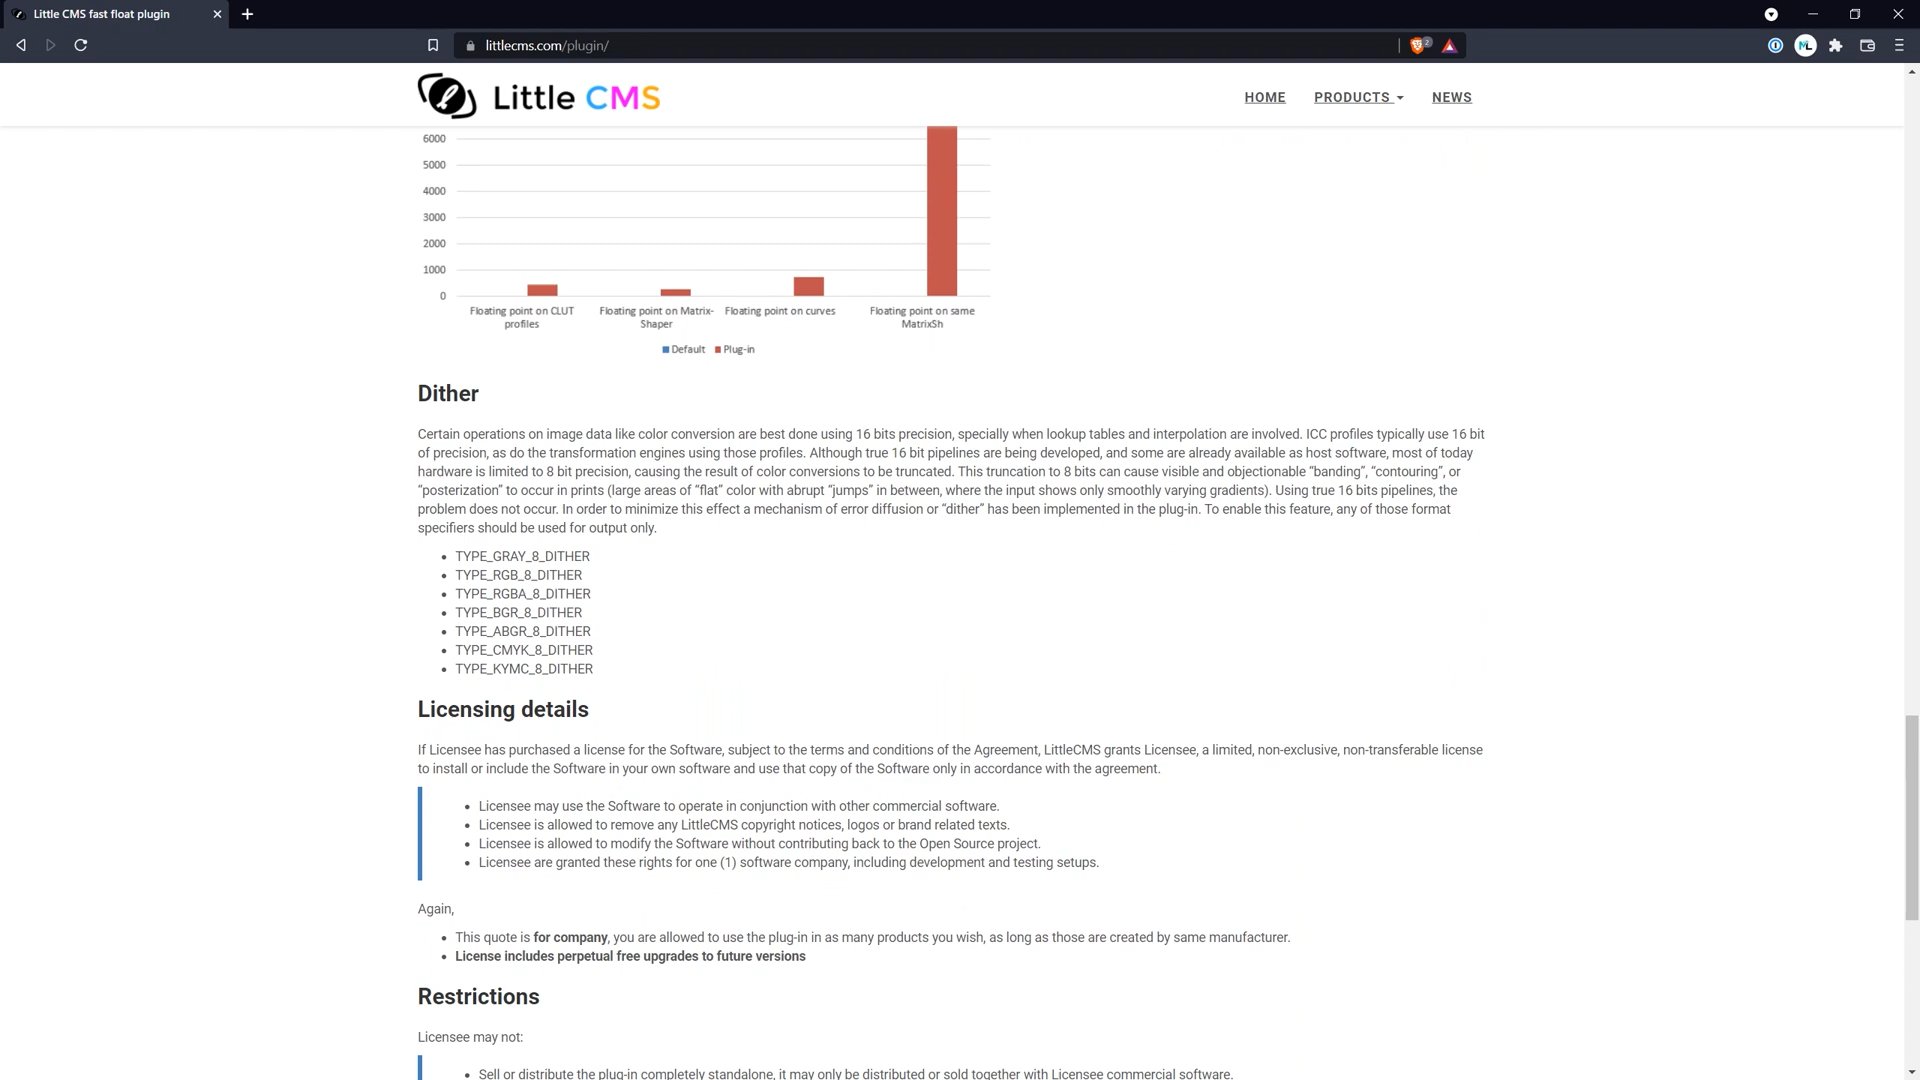 Little CMS fast float plugin
littlecms.com/plugin/
2
ML
Little CMS
HOME PRODUCTS NEWS
6000
5000
4000
3000
2000
1000
0
Floating point on CLUT profiles
Floating point on Matrix-Shaper
Floating point on curves
Floating point on same MatrixSh
Default Plug-in
Dither
Certain operations on image data like color conversion are best done using 16 bits precision, specially when lookup tables and interpolation are involved. ICC profiles typically use 16 bit
of precision, as do the transformation engines using those profiles. Although true 16 bit pipelines are being developed, and some are already available as host software, most of today
hardware is limited to 8 bit precision, causing the result of color conversions to be truncated. This truncation to 8 bits can cause visible and objectionable “banding”, “contouring”, or
“posterization” to occur in prints (large areas of “flat” color with abrupt “jumps” in between, where the input shows only smoothly varying gradients). Using true 16 bits pipelines, the
problem does not occur. In order to minimize this effect a mechanism of error diffusion or “dither” has been implemented in the plug-in. To enable this feature, any of those format
specifiers should be used for output only.
• TYPE_GRAY_8_DITHER
• TYPE_RGB_8_DITHER
• TYPE_RGBA_8_DITHER
• TYPE_BGR_8_DITHER
• TYPE_ABGR_8_DITHER
• TYPE_CMYK_8_DITHER
• TYPE_KYMC_8_DITHER
Licensing details
If Licensee has purchased a license for the Software, subject to the terms and conditions of the Agreement, LittleCMS grants Licensee, a limited, non-exclusive, non-transferable license
to install or include the Software in your own software and use that copy of the Software only in accordance with the agreement.
• Licensee may use the Software to operate in conjunction with other commercial software.
• Licensee is allowed to remove any LittleCMS copyright notices, logos or brand related texts.
• Licensee is allowed to modify the Software without contributing back to the Open Source project.
• Licensee are granted these rights for one (1) software company, including development and testing setups.
Again,
• This quote is for company, you are allowed to use the plug-in in as many products you wish, as long as those are created by same manufacturer.
• License includes perpetual free upgrades to future versions
Restrictions
Licensee may not:
• Sell or distribute the plug-in completely standalone, it may only be distributed or sold together with Licensee commercial software.